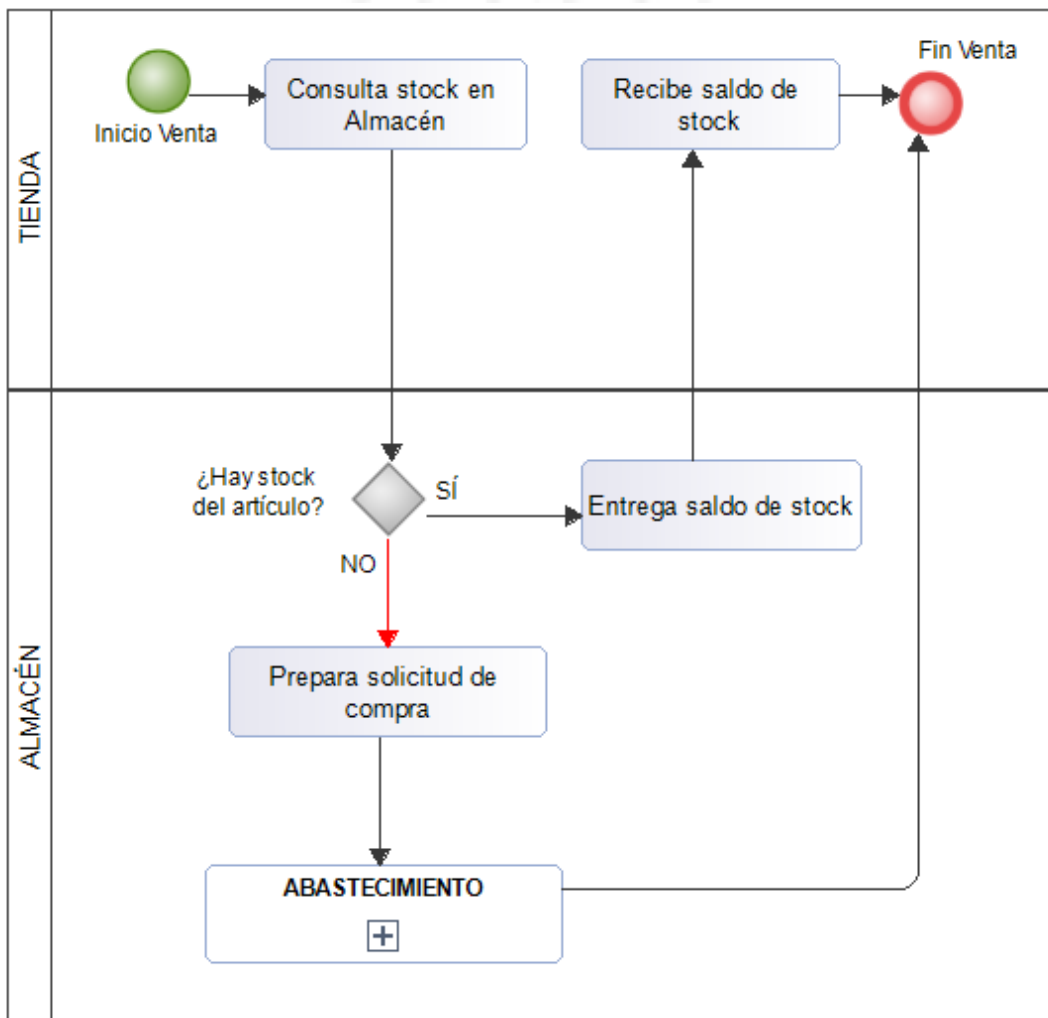 TIENDA
Inicio Venta
Consulta stock en
Almacén
Recibe saldo de
stock
Fin Venta
ALMACÉN
¿Hay stock
del artículo?
SÍ
NO
Entrega saldo de stock
Prepara solicitud de
compra
ABASTECIMIENTO